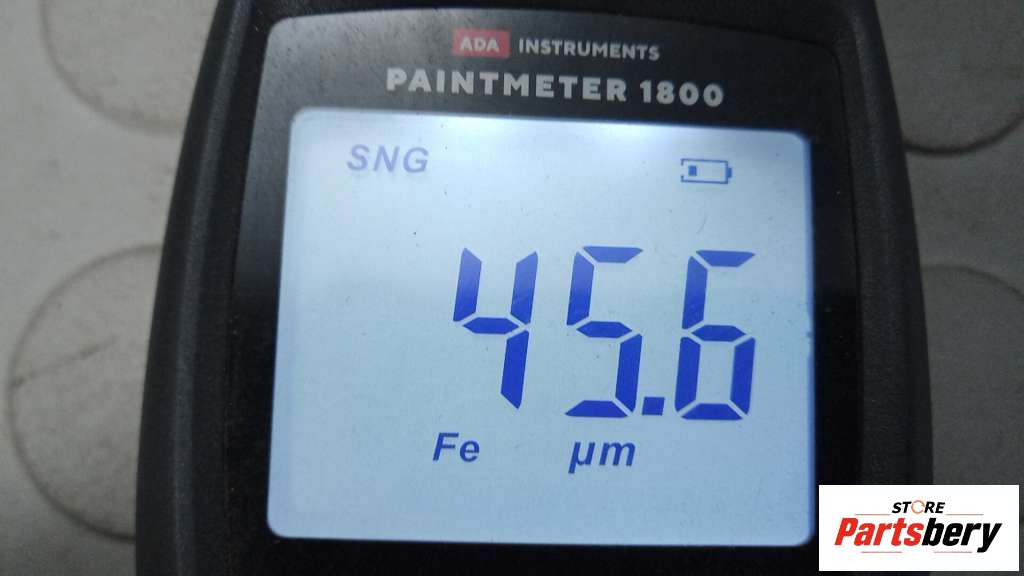 ADA INSTRUMENTS
PAINTMETER 1800
SNG
45.6
Fe µm
STORE
Partsbery